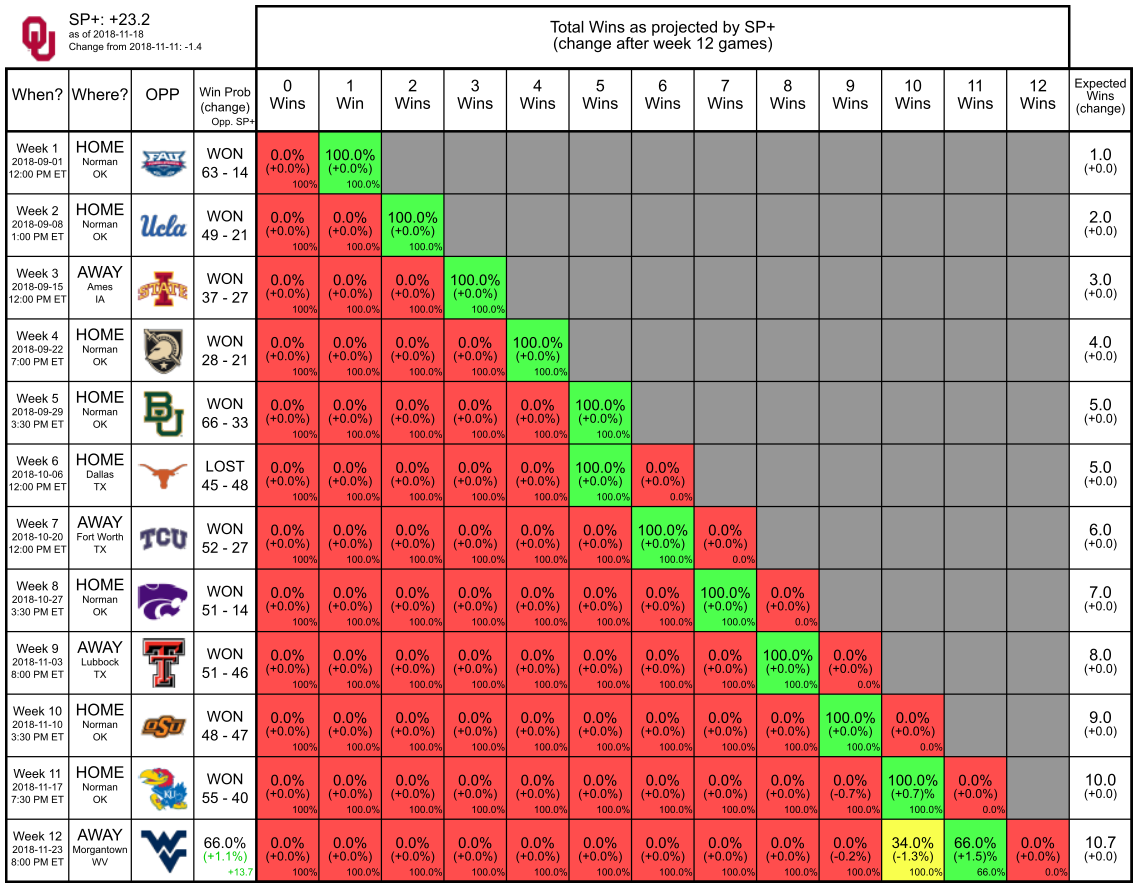 SP+: +23.2
as of 2018-11-18
Change from 2018-11-11: -1.4
Total Wins as projected by SP+
(change after week 12 games)
When? Where? OPP Win Prob (change) Opp. SP+ 0 Wins 1 Win 2 Wins 3 Wins 4 Wins 5 Wins 6 Wins 7 Wins 8 Wins 9 Wins 10 Wins 11 Wins 12 Wins Expected Wins (change)
Week 1 HOME FAU WON 0.0% 100.0% 1.0
2018-09-01 Norman (+0.0%) (+0.0%) (+0.0)
12:00 PM ET OK 63 - 14 100% 100.0%
Week 2 HOME Ucla WON 0.0% 0.0% 100.0% 2.0
2018-09-08 Norman (+0.0%) (+0.0%) (+0.0%) (+0.0)
1:00 PM ET OK 49 - 21 100% 100.0% 100.0%
Week 3 AWAY STATE WON 0.0% 0.0% 0.0% 100.0% 3.0
2018-09-15 Ames (+0.0%) (+0.0%) (+0.0%) (+0.0%) (+0.0)
12:00 PM ET IA 37 - 27 100% 100.0% 100.0% 100.0%
Week 4 HOME WON 0.0% 0.0% 0.0% 0.0% 100.0% 4.0
2018-09-22 Norman (+0.0%) (+0.0%) (+0.0%) (+0.0%) (+0.0%) (+0.0)
7:00 PM ET OK 28 - 21 100% 100.0% 100.0% 100.0% 100.0%
Week 5 HOME BU WON 0.0% 0.0% 0.0% 0.0% 0.0% 100.0% 5.0
2018-09-29 Norman (+0.0%) (+0.0%) (+0.0%) (+0.0%) (+0.0%) (+0.0%) (+0.0)
3:30 PM ET OK 66 - 33 100% 100.0% 100.0% 100.0% 100.0% 100.0%
Week 6 HOME LOST 0.0% 0.0% 0.0% 0.0% 0.0% 100.0% 0.0% 5.0
2018-10-06 Dallas (+0.0%) (+0.0%) (+0.0%) (+0.0%) (+0.0%) (+0.0%) (+0.0%) (+0.0)
12:00 PM ET TX 45 - 48 100% 100.0% 100.0% 100.0% 100.0% 100.0% 0.0%
Week 7 AWAY TCU WON 0.0% 0.0% 0.0% 0.0% 0.0% 0.0% 100.0% 0.0% 6.0
2018-10-20 Fort Worth (+0.0%) (+0.0%) (+0.0%) (+0.0%) (+0.0%) (+0.0%) (+0.0%) (+0.0%) (+0.0)
12:00 PM ET TX 52 - 27 100% 100.0% 100.0% 100.0% 100.0% 100.0% 100.0% 0.0%
Week 8 HOME WON 0.0% 0.0% 0.0% 0.0% 0.0% 0.0% 0.0% 100.0% 0.0% 7.0
2018-10-27 Norman (+0.0%) (+0.0%) (+0.0%) (+0.0%) (+0.0%) (+0.0%) (+0.0%) (+0.0%) (+0.0%) (+0.0)
3:30 PM ET OK 51 - 14 100% 100.0% 100.0% 100.0% 100.0% 100.0% 100.0% 100.0% 0.0%
Week 9 AWAY WON 0.0% 0.0% 0.0% 0.0% 0.0% 0.0% 0.0% 0.0% 100.0% 0.0% 8.0
2018-11-03 Lubbock (+0.0%) (+0.0%) (+0.0%) (+0.0%) (+0.0%) (+0.0%) (+0.0%) (+0.0%) (+0.0%) (+0.0%) (+0.0)
8:00 PM ET TX 51 - 46 100% 100.0% 100.0% 100.0% 100.0% 100.0% 100.0% 100.0% 100.0% 0.0%
Week 10 HOME OSU WON 0.0% 0.0% 0.0% 0.0% 0.0% 0.0% 0.0% 0.0% 0.0% 100.0% 0.0% 9.0
2018-11-10 Norman (+0.0%) (+0.0%) (+0.0%) (+0.0%) (+0.0%) (+0.0%) (+0.0%) (+0.0%) (+0.0%) (+0.0%) (+0.0%) (+0.0)
3:30 PM ET OK 48 - 47 100% 100.0% 100.0% 100.0% 100.0% 100.0% 100.0% 100.0% 100.0% 100.0% 0.0%
Week 11 HOME KU WON 0.0% 0.0% 0.0% 0.0% 0.0% 0.0% 0.0% 0.0% 0.0% 0.0% 100.0% 0.0% 10.0
2018-11-17 Norman (+0.0%) (+0.0%) (+0.0%) (+0.0%) (+0.0%) (+0.0%) (+0.0%) (+0.0%) (+0.0%) (-0.7%) (+0.7)% (+0.0%) (+0.0)
7:30 PM ET OK 55 - 40 100% 100.0% 100.0% 100.0% 100.0% 100.0% 100.0% 100.0% 100.0% 100.0% 100.0% 0.0%
Week 12 AWAY WV 66.0% 0.0% 0.0% 0.0% 0.0% 0.0% 0.0% 0.0% 0.0% 0.0% 0.0% 34.0% 66.0% 0.0% 10.7
2018-11-23 Morgantown (+1.1%) (+0.0%) (+0.0%) (+0.0%) (+0.0%) (+0.0%) (+0.0%) (+0.0%) (+0.0%) (+0.0%) (-0.2%) (-1.3%) (+1.5)% (+0.0%) (+0.0)
8:00 PM ET WV +13.7 100% 100.0% 100.0% 100.0% 100.0% 100.0% 100.0% 100.0% 100.0% 100.0% 100.0% 66.0% 0.0%